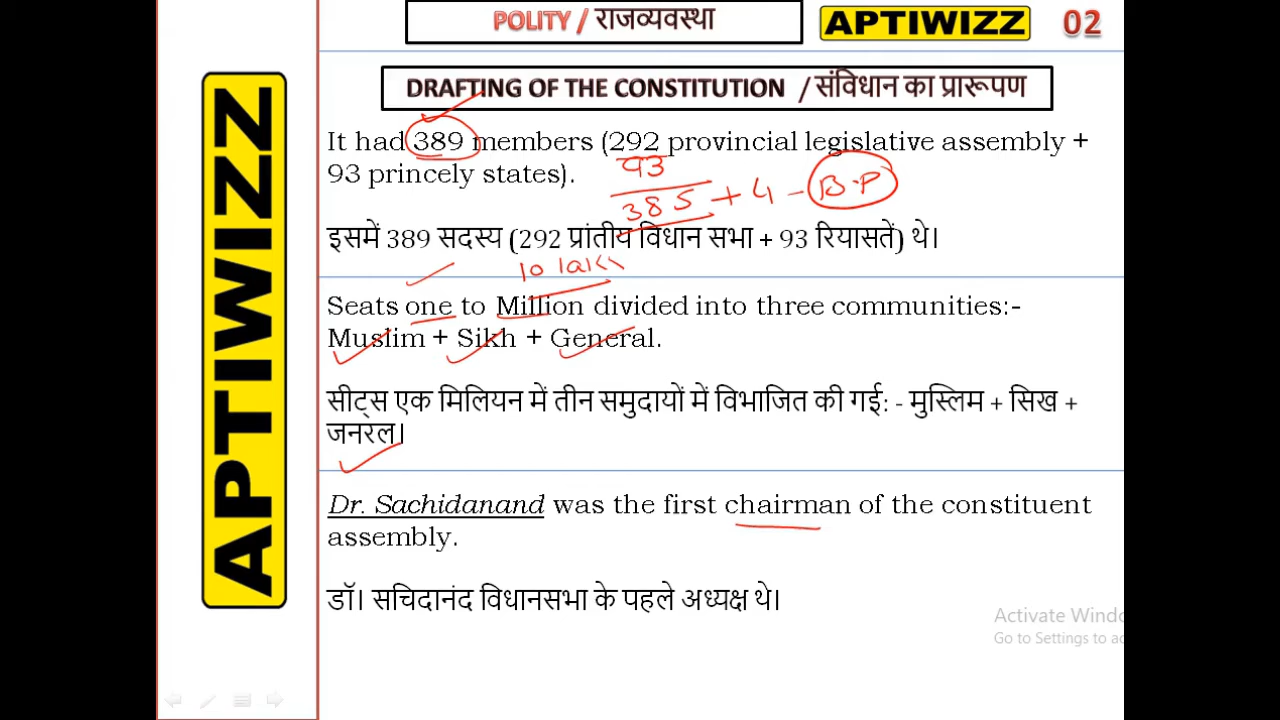 POLITY / राजव्यवस्था
APTIWIZZ
02
APTIWIZZ
DRAFTING OF THE CONSTITUTION / संविधान का प्रारूपण
It had 389 members (292 provincial legislative assembly +
93 princely states).
93
385 + 4 - B.P
इसमें 389 सदस्य (292 प्रांतीय विधान सभा + 93 रियासतें) थे।
10 lakh
Seats one to Million divided into three communities:-
Muslim + Sikh + General.
सीट्स एक मिलियन में तीन समुदायों में विभाजित की गई: - मुस्लिम + सिख +
जनरल।
Dr. Sachidanand was the first chairman of the constituent
assembly.
डॉ। सचिदानंद विधानसभा के पहले अध्यक्ष थे।
Activate Windo
Go to Settings to ac